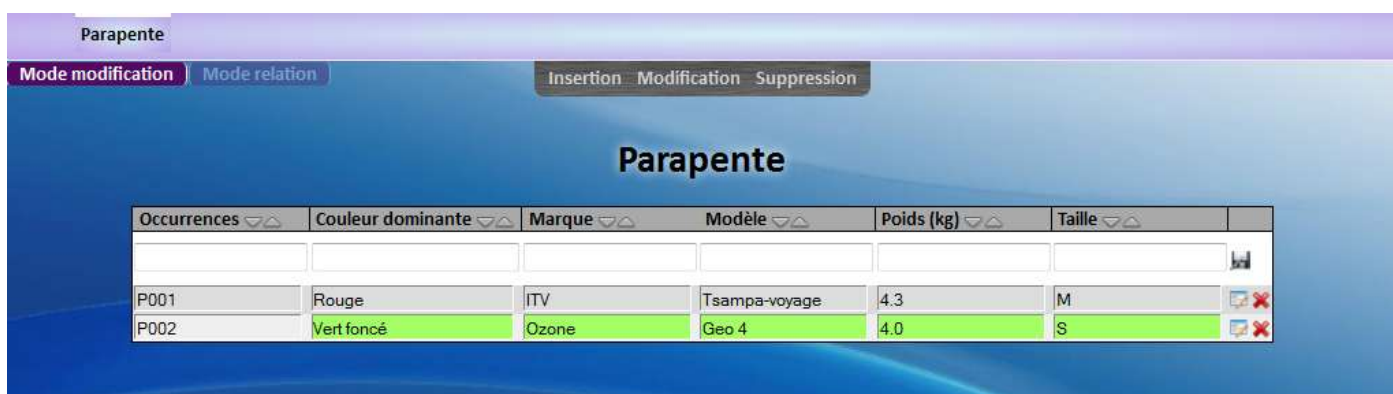 Parapente
Mode modification Mode relation Insertion Modification Suppression
Parapente
Occurrences Couleur dominante Marque Modèle Poids (kg) Taille
P001 Rouge ITV Tsampa-voyage 4.3 M
P002 Vert foncé Ozone Geo 4 4.0 S